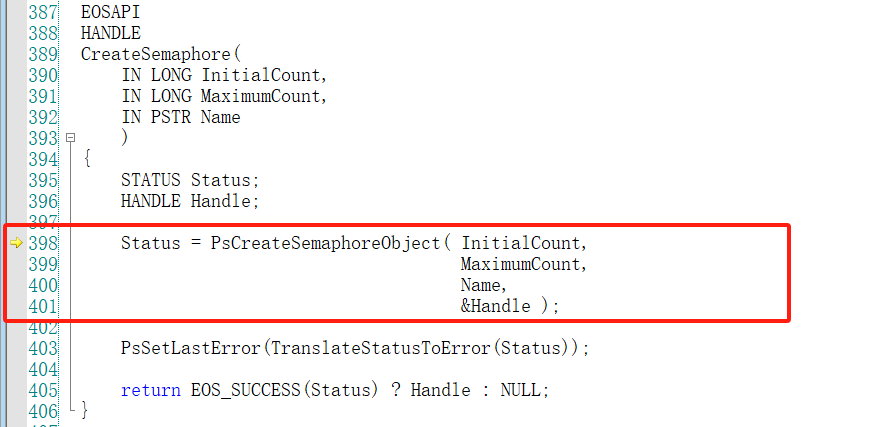 387 EOSAPI
388 HANDLE
389 CreateSemaphore(
390     IN LONG InitialCount,
391     IN LONG MaximumCount,
392     IN PSTR Name
393     )
394 {
395     STATUS Status;
396     HANDLE Handle;
397
398     Status = PsCreateSemaphoreObject( InitialCount,
399                                       MaximumCount,
400                                       Name,
401                                       &Handle );
402
403     PsSetLastError(TranslateStatusToError(Status));
404
405     return EOS_SUCCESS(Status) ? Handle : NULL;
406 }